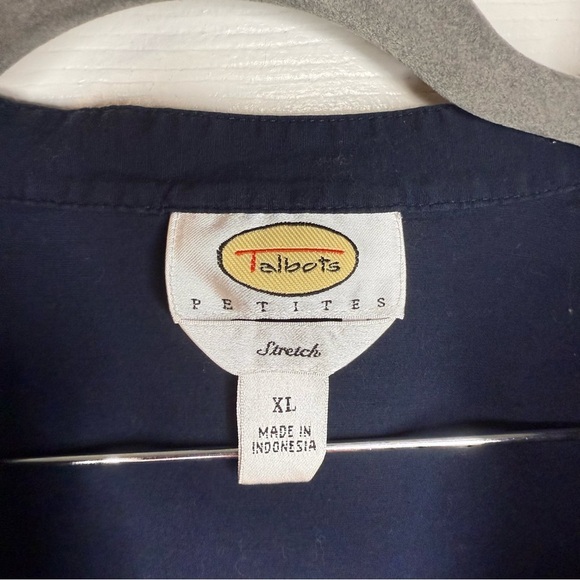 Talbots
PETITES
Stretch
XL
MADE IN
INDONESIA